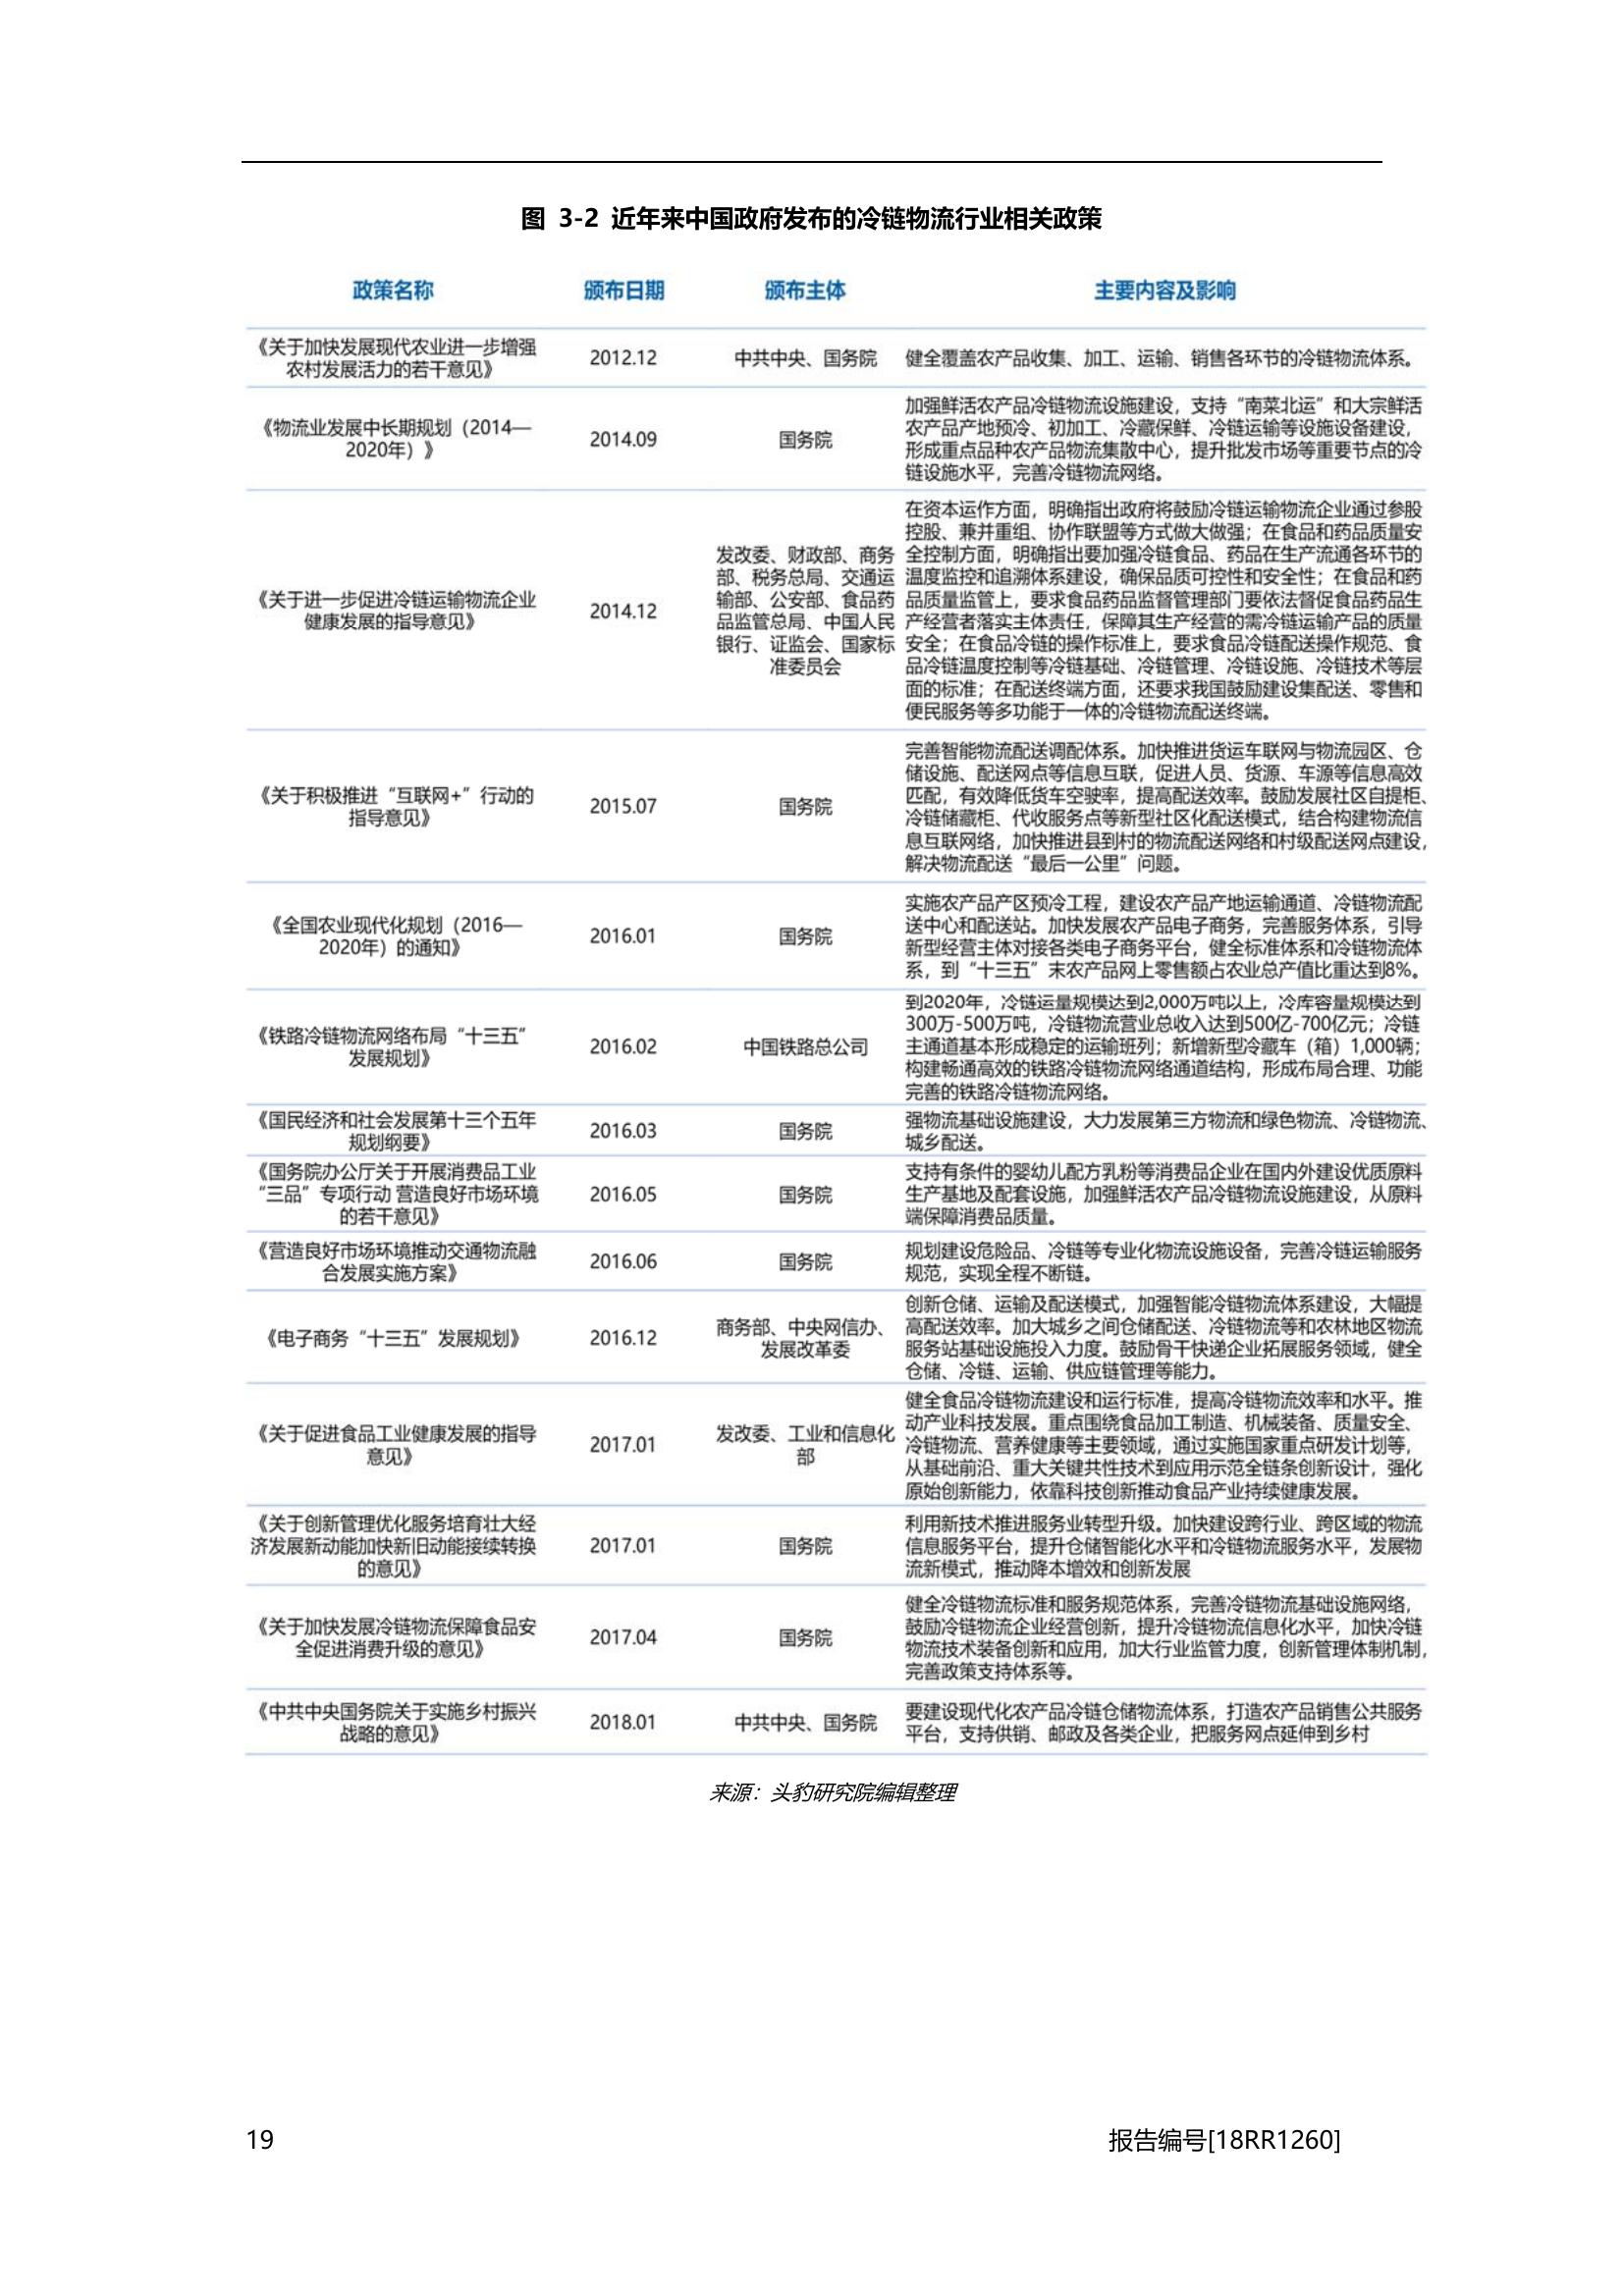 图 3-2 近年来中国政府发布的冷链物流行业相关政策
政策名称 颁布日期 颁布主体 主要内容及影响
《关于加快发展现代农业进一步增强
农村发展活力的若干意见》
2012.12
中共中央、国务院
健全覆盖农产品收集、加工、运输、销售各环节的冷链物流体系。
《物流业发展中长期规划（2014—
2020年）》
2014.09
国务院
加强鲜活农产品冷链物流设施建设，支持“南菜北运”和大宗鲜活
农产品产地预冷、初加工、冷藏保鲜、冷链运输等设施设备建设，
形成重点品种农产品物流集散中心，提升批发市场等重要节点的冷
链设施水平，完善冷链物流网络。
《关于进一步促进冷链运输物流企业
健康发展的指导意见》
2014.12
发改委、财政部、商务
部、税务总局、交通运
输部、公安部、食品药
品监管总局、中国人民
银行、证监会、国家标
准委员会
在资本运作方面，明确指出政府将鼓励冷链运输物流企业通过参股
控股、兼并重组、协作联盟等方式做大做强；在食品和药品质量安
全控制方面，明确指出要加强冷链食品、药品在生产流通各环节的
温度监控和追溯体系建设，确保品质可控性和安全性；在食品和药
品质量监管上，要求食品药品监督管理部门要依法督促食品药品生
产经营者落实主体责任，保障其生产经营的需冷链运输产品的质量
安全；在食品冷链的操作标准上，要求食品冷链配送操作规范、食
品冷链温度控制等冷链基础、冷链管理、冷链设施、冷链技术等层
面的标准；在配送终端方面，还要求我国鼓励建设集配送、零售和
便民服务等多功能于一体的冷链物流配送终端。
《关于积极推进“互联网+”行动的
指导意见》
2015.07
国务院
完善智能物流配送调配体系。加快推进货运车联网与物流园区、仓
储设施、配送网点等信息互联，促进人员、货源、车源等信息高效
匹配，有效降低货车空驶率，提高配送效率。鼓励发展社区自提柜、
冷链储藏柜、代收服务点等新型社区化配送模式，结合构建物流信
息互联网络，加快推进县到村的物流配送网络和村级配送网点建设，
解决物流配送“最后一公里”问题。
《全国农业现代化规划（2016—
2020年）的通知》
2016.01
国务院
实施农产品产区预冷工程，建设农产品产地运输通道、冷链物流配
送中心和配送站。加快发展农产品电子商务，完善服务体系，引导
新型经营主体对接各类电子商务平台，健全标准体系和冷链物流体
系，到“十三五”末农产品网上零售额占农业总产值比重达到8%。
《铁路冷链物流网络布局“十三五”
发展规划》
2016.02
中国铁路总公司
到2020年，冷链运量规模达到2,000万吨以上，冷库容量规模达到
300万-500万吨，冷链物流营业总收入达到500亿-700亿元；冷链
主通道基本形成稳定的运输班列；新增新型冷藏车（箱）1,000辆；
构建畅通高效的铁路冷链物流网络通道结构，形成布局合理、功能
完善的铁路冷链物流网络。
《国民经济和社会发展第十三个五年
规划纲要》
2016.03
国务院
强物流基础设施建设，大力发展第三方物流和绿色物流、冷链物流、
城乡配送。
《国务院办公厅关于开展消费品工业
“三品”专项行动 营造良好市场环境
的若干意见》
2016.05
国务院
支持有条件的婴幼儿配方乳粉等消费品企业在国内外建设优质原料
生产基地及配套设施，加强鲜活农产品冷链物流设施建设，从原料
端保障消费品质量。
《营造良好市场环境推动交通物流融
合发展实施方案》
2016.06
国务院
规划建设危险品、冷链等专业化物流设施设备，完善冷链运输服务
规范，实现全程不断链。
《电子商务“十三五”发展规划》
2016.12
商务部、中央网信办、
发展改革委
创新仓储、运输及配送模式，加强智能冷链物流体系建设，大幅提
高配送效率。加大城乡之间仓储配送、冷链物流等和农林地区物流
服务站基础设施投入力度。鼓励骨干快递企业拓展服务领域，健全
仓储、冷链、运输、供应链管理等能力。
《关于促进食品工业健康发展的指导
意见》
2017.01
发改委、工业和信息化
部
健全食品冷链物流建设和运行标准，提高冷链物流效率和水平。推
动产业科技发展。重点围绕食品加工制造、机械装备、质量安全、
冷链物流、营养健康等主要领域，通过实施国家重点研发计划等，
从基础前沿、重大关键共性技术到应用示范全链条创新设计，强化
原始创新能力，依靠科技创新推动食品产业持续健康发展。
《关于创新管理优化服务培育壮大经
济发展新动能加快新旧动能接续转换
的意见》
2017.01
国务院
利用新技术推进服务业转型升级。加快建设跨行业、跨区域的物流
信息服务平台，提升仓储智能化水平和冷链物流服务水平，发展物
流新模式，推动降本增效和创新发展
《关于加快发展冷链物流保障食品安
全促进消费升级的意见》
2017.04
国务院
健全冷链物流标准和服务规范体系，完善冷链物流基础设施网络，
鼓励冷链物流企业经营创新，提升冷链物流信息化水平，加快冷链
物流技术装备创新和应用，加大行业监管力度，创新管理体制机制，
完善政策支持体系等。
《中共中央国务院关于实施乡村振兴
战略的意见》
2018.01
中共中央、国务院
要建设现代化农产品冷链仓储物流体系，打造农产品销售公共服务
平台，支持供销、邮政及各类企业，把服务网点延伸到乡村
来源：头豹研究院编辑整理
19 报告编号[18RR1260]